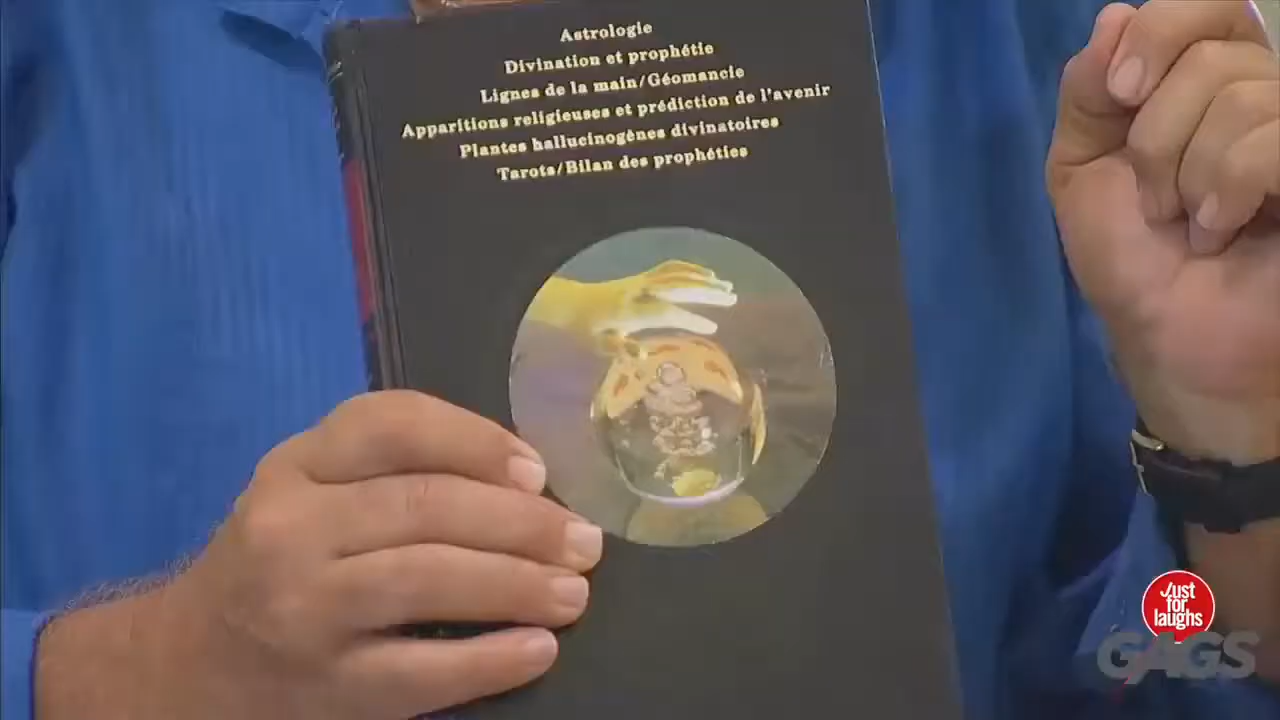 Astrologie
Divination et prophétie
Lignes de la main/Géomancie
Apparitions religieuses et prédiction de l'avenir
Plantes hallucinogènes divinatoires
Tarots/Bilan des prophéties
Just
for
laughs
GAGS